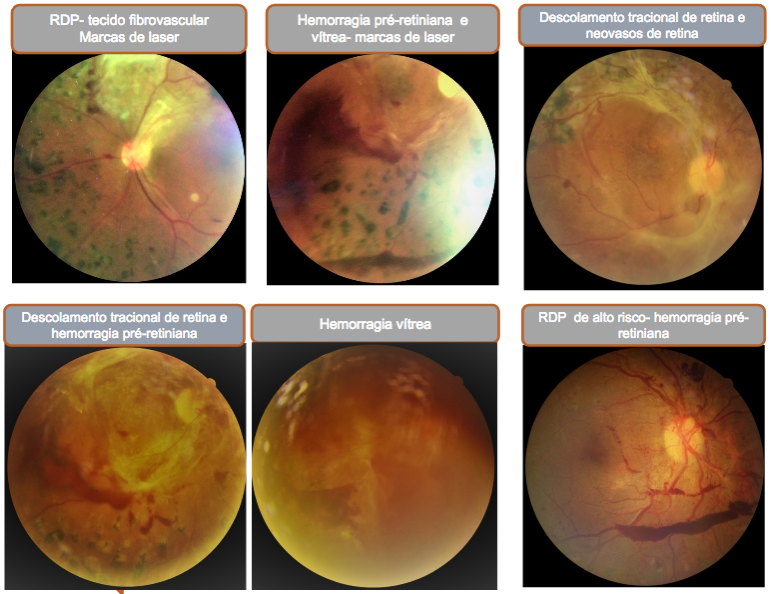 RDP- tecido fibrovascular
Marcas de laser
Hemorragia pré-retiniana e
vítrea- marcas de laser
Descolamento tracional de retina e
neovasos de retina
Descolamento tracional de retina e
hemorragia pré-retiniana
Hemorragia vítrea
RDP de alto risco- hemorragia pré-
retiniana